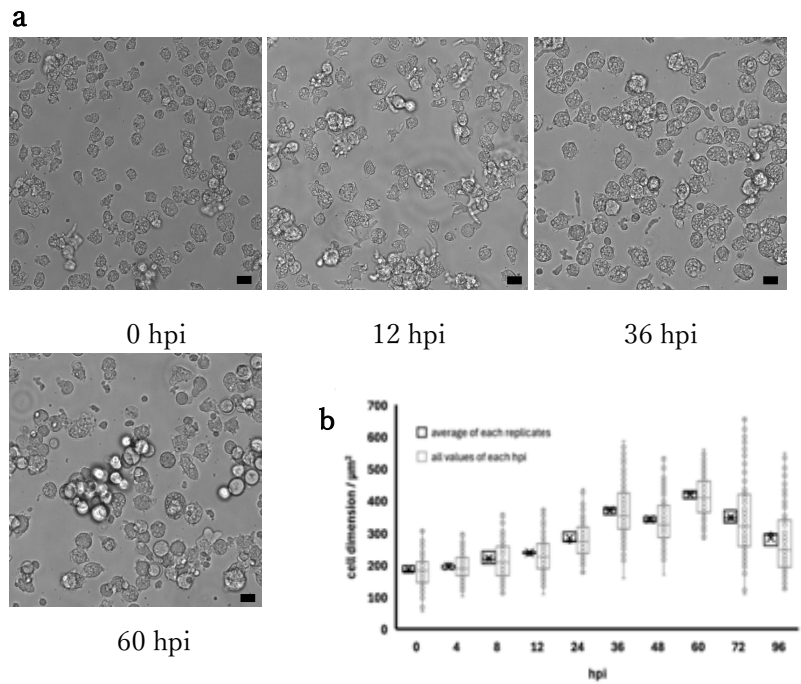 a
0 hpi
12 hpi
36 hpi
60 hpi
b
cell dimension / μm²
700
600
500
400
300
200
100
0
average of each replicates
all values of each hpi
0 4 8 12 24 36 48 60 72 96
hpi